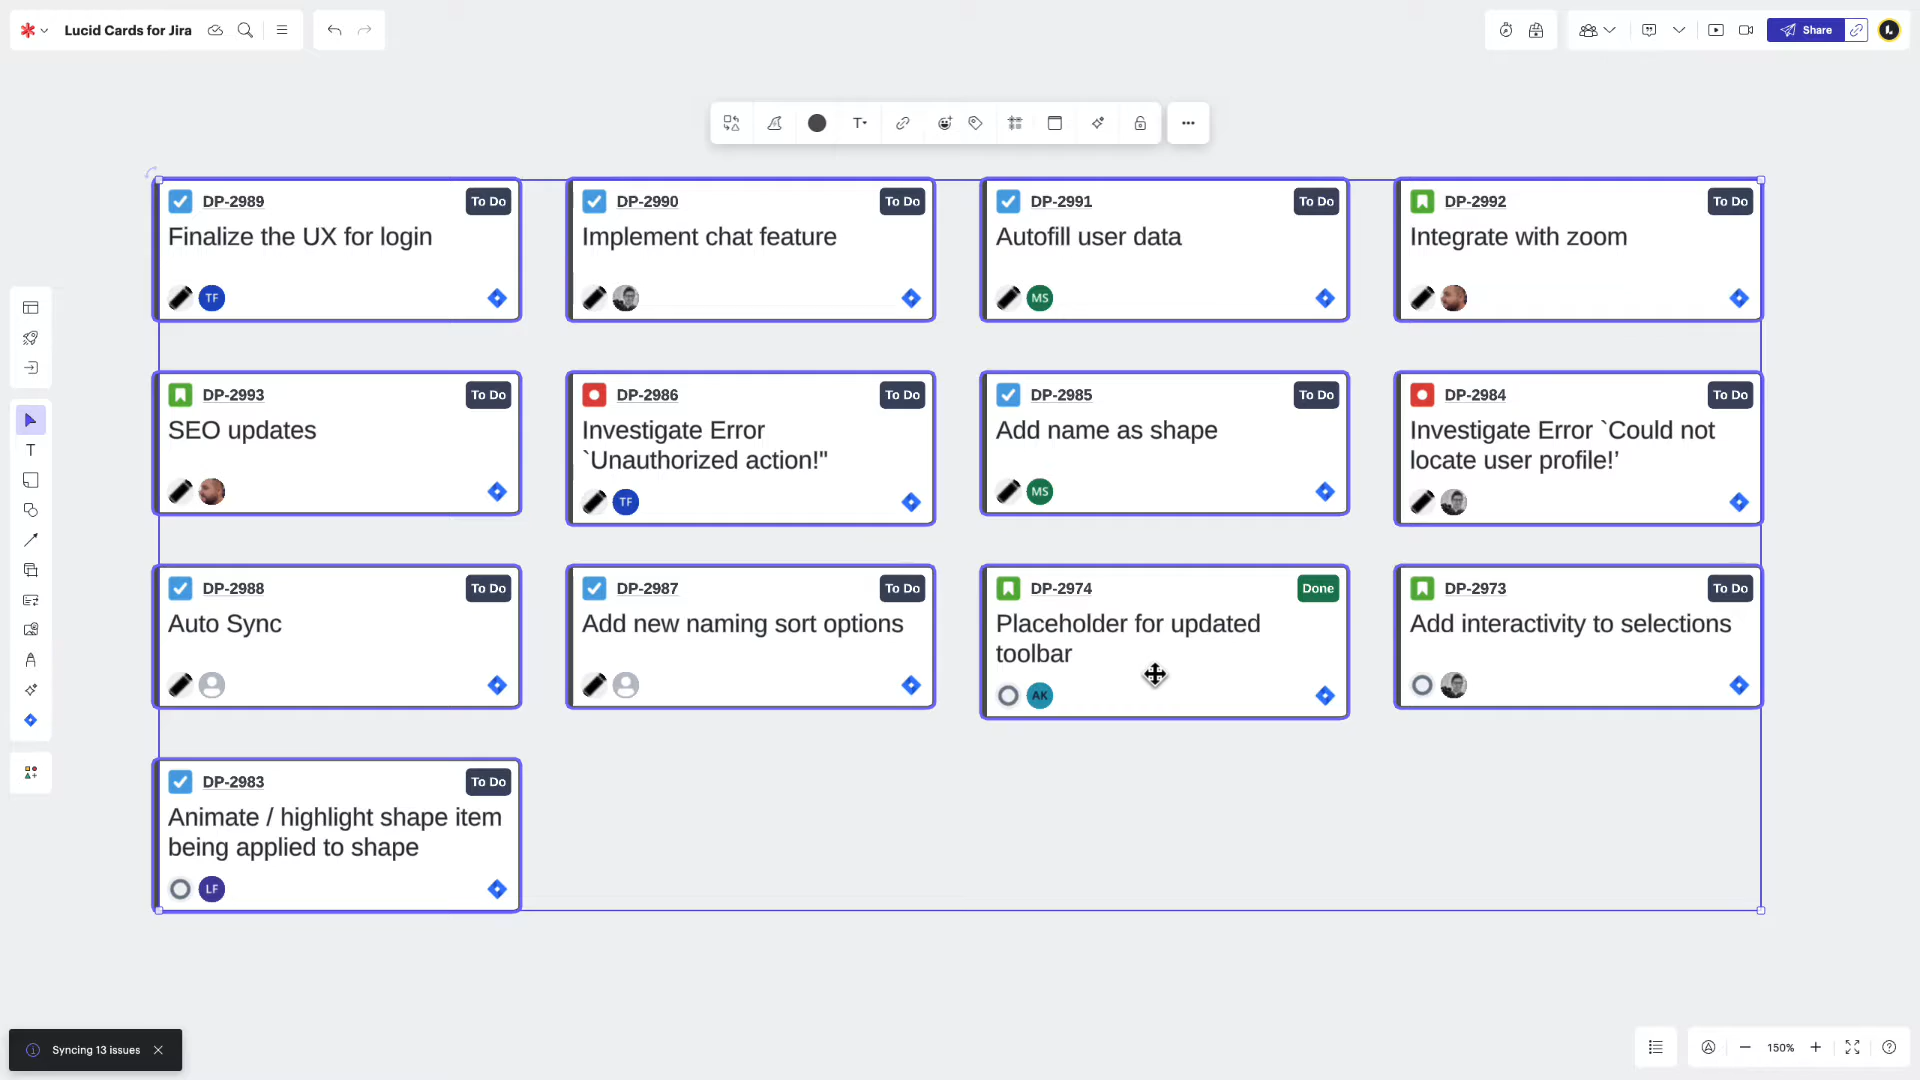 Lucid Cards for Jira
Share
T
DP-2989
To Do
Finalize the UX for login
TF
DP-2990
To Do
Implement chat feature
DP-2991
To Do
Autofill user data
MS
DP-2992
To Do
Integrate with zoom
DP-2993
To Do
SEO updates
DP-2986
To Do
Investigate Error
`Unauthorized action!"
TF
DP-2985
To Do
Add name as shape
MS
DP-2984
To Do
Investigate Error `Could not
locate user profile!’
DP-2988
To Do
Auto Sync
DP-2987
To Do
Add new naming sort options
DP-2974
Done
Placeholder for updated
toolbar
AK
DP-2973
To Do
Add interactivity to selections
DP-2983
To Do
Animate / highlight shape item
being applied to shape
LF
T
Syncing 13 issues
150%